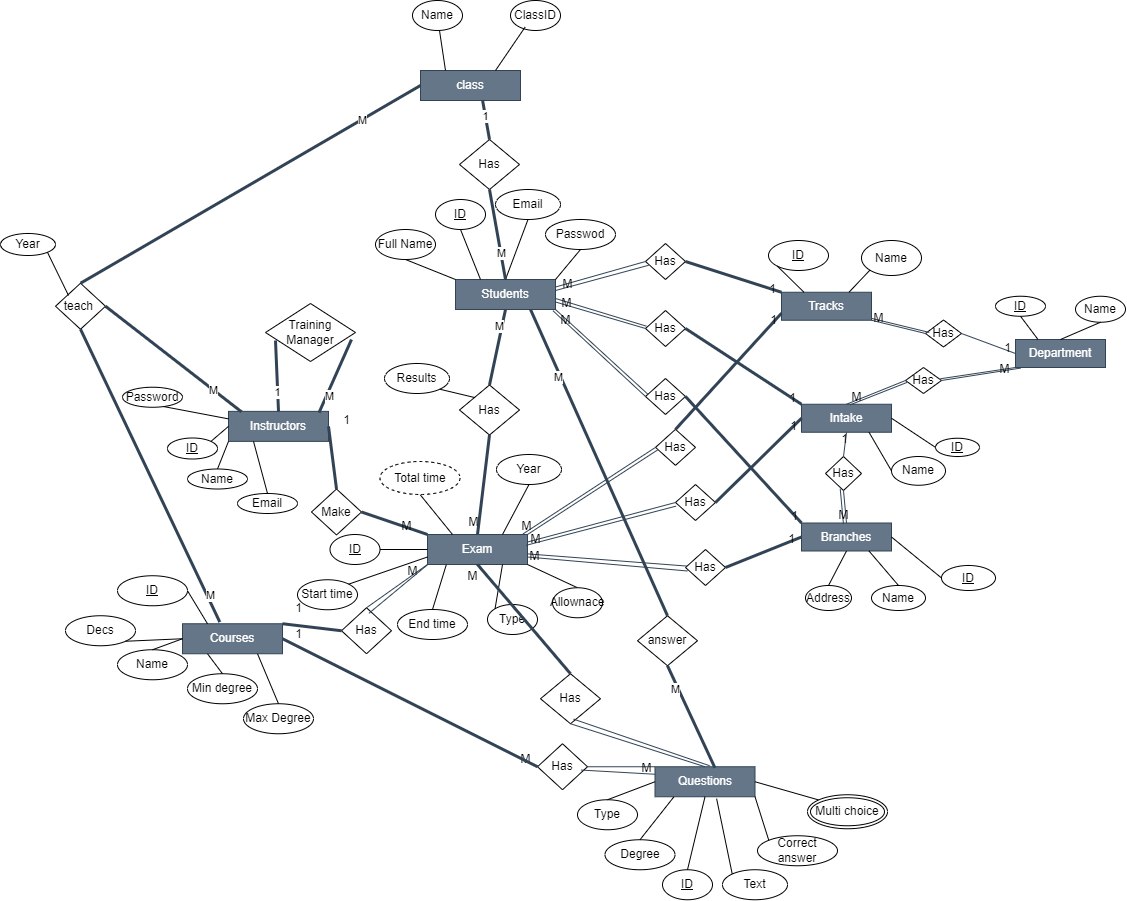 Name
ClassID
class
M
1
Has
Email
ID
Full Name
Passwod
M
Year
Students
teach
Has
M
M
M
1
ID
Name
Tracks
M
Has
ID
Name
1
Department
M
Has
M
Training
Manager
M
Has
1
M
1
M
Results
M
Has
Has
1
Intake
1
1
Password
Instructors
1
ID
Name
Email
Has
ID
Name
1
Has
M
Total time
Year
Has
Make
M
M
M
M
M
1
1
Branches
ID
Exam
Has
M
M
ID
Address
Name
Start time
End time
Type
Allownace
ID
M
1
Has
1
Decs
Courses
Name
Min degree
Max Degree
answer
M
Has
M
Has
M
Questions
Type
Degree
ID
Text
Correct
answer
Multi choice